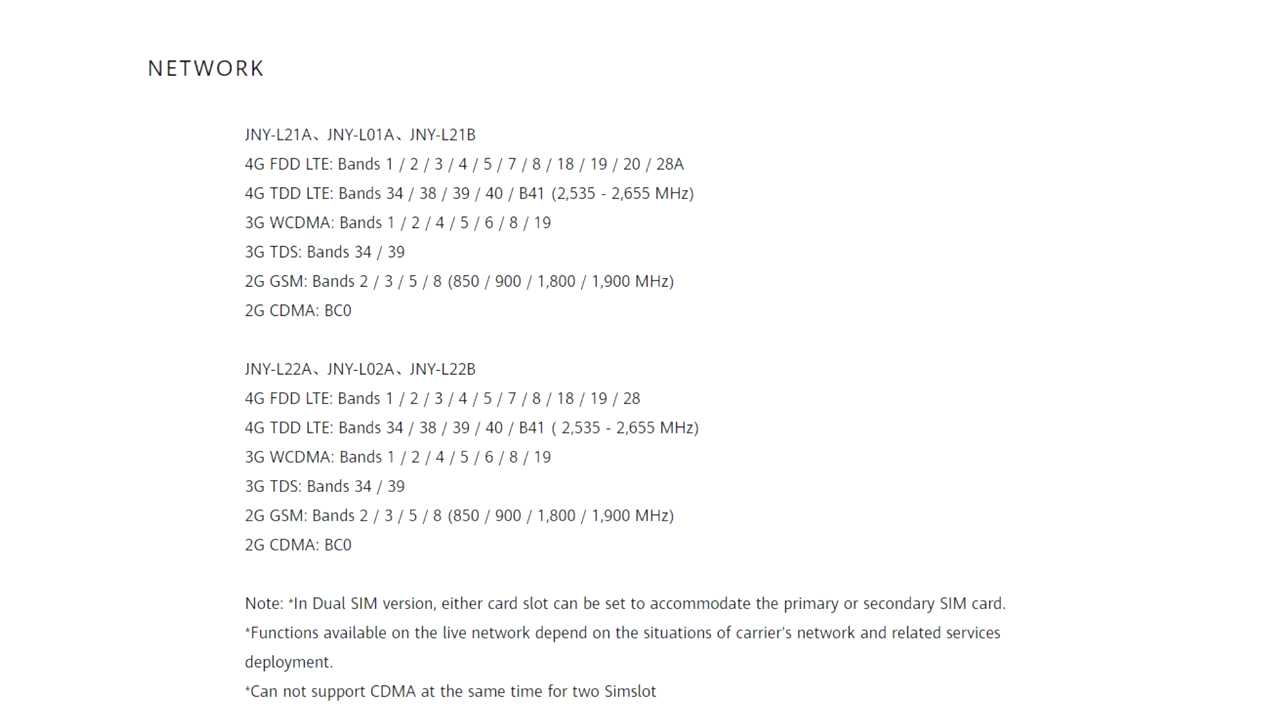 NETWORK
JNY-L21A、JNY-L01A、JNY-L21B
4G FDD LTE: Bands 1 / 2 / 3 / 4 / 5 / 7 / 8 / 18 / 19 / 20 / 28A
4G TDD LTE: Bands 34 / 38 / 39 / 40 / B41 (2,535 - 2,655 MHz)
3G WCDMA: Bands 1 / 2 / 4 / 5 / 6 / 8 / 19
3G TDS: Bands 34 / 39
2G GSM: Bands 2 / 3 / 5 / 8 (850 / 900 / 1,800 / 1,900 MHz)
2G CDMA: BC0
JNY-L22A、JNY-L02A、JNY-L22B
4G FDD LTE: Bands 1 / 2 / 3 / 4 / 5 / 7 / 8 / 18 / 19 / 28
4G TDD LTE: Bands 34 / 38 / 39 / 40 / B41 ( 2,535 - 2,655 MHz)
3G WCDMA: Bands 1 / 2 / 4 / 5 / 6 / 8 / 19
3G TDS: Bands 34 / 39
2G GSM: Bands 2 / 3 / 5 / 8 (850 / 900 / 1,800 / 1,900 MHz)
2G CDMA: BC0
Note: *In Dual SIM version, either card slot can be set to accommodate the primary or secondary SIM card.
*Functions available on the live network depend on the situations of carrier's network and related services
deployment.
*Can not support CDMA at the same time for two Simslot